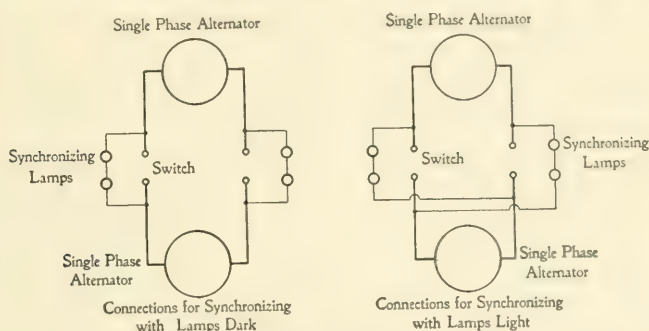 Single Phase Alternator
Synchronizing
Lamps
Switch
Single Phase
Alternator
Connections for Synchronizing
with Lamps Dark
Single Phase Alternator
Switch
Synchronizing
Lamps
Single Phase
Alternator
Connections for Synchronizing
with Lamps Light